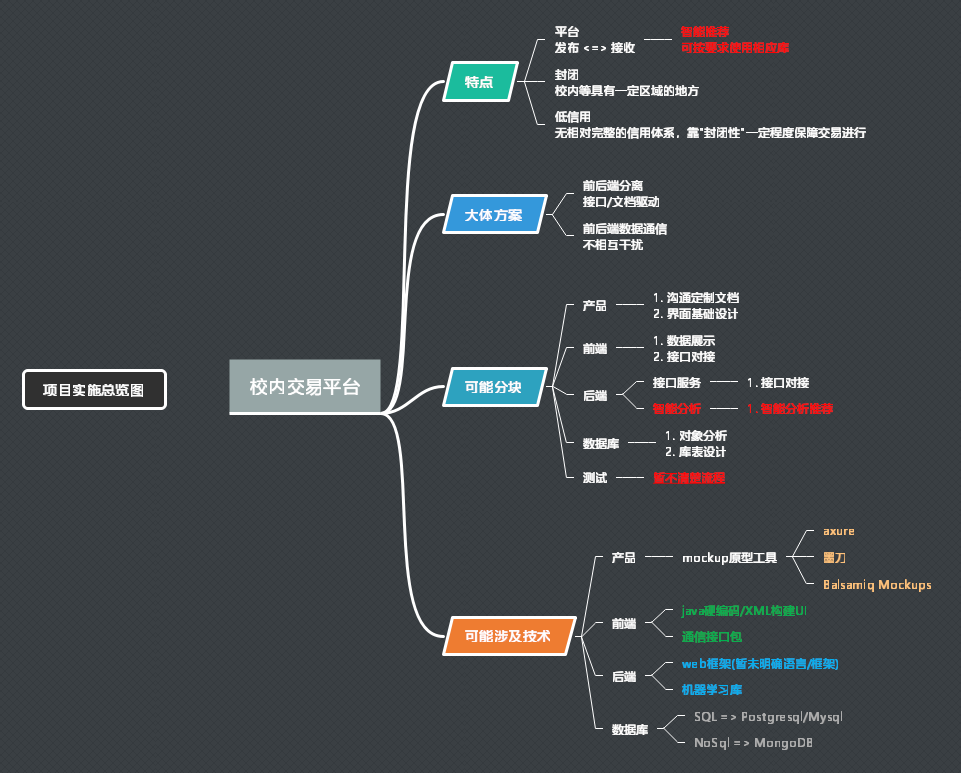 项目实施总览图
校内交易平台
特点
平台
发布 <=> 接收
智能推荐
可按要求使用相应库
封闭
校内等具有一定区域的地方
低信用
无相对完整的信用体系，靠"封闭性"一定程度保障交易进行
大体方案
前后端分离
接口/文档驱动
前后端数据通信
不相互干扰
可能分块
产品
1. 沟通定制文档
2. 界面基础设计
前端
1. 数据展示
2. 接口对接
后端
接口服务
1. 接口对接
智能分析
1. 智能分析推荐
数据库
1. 对象分析
2. 库表设计
测试
暂不清楚流程
可能涉及技术
产品
mockup原型工具
axure
墨刀
Balsamiq Mockups
前端
java硬编码/XML构建UI
通信接口包
后端
web框架(暂未明确语言/框架)
机器学习库
数据库
SQL => Postgresql/Mysql
NoSql => MongoDB